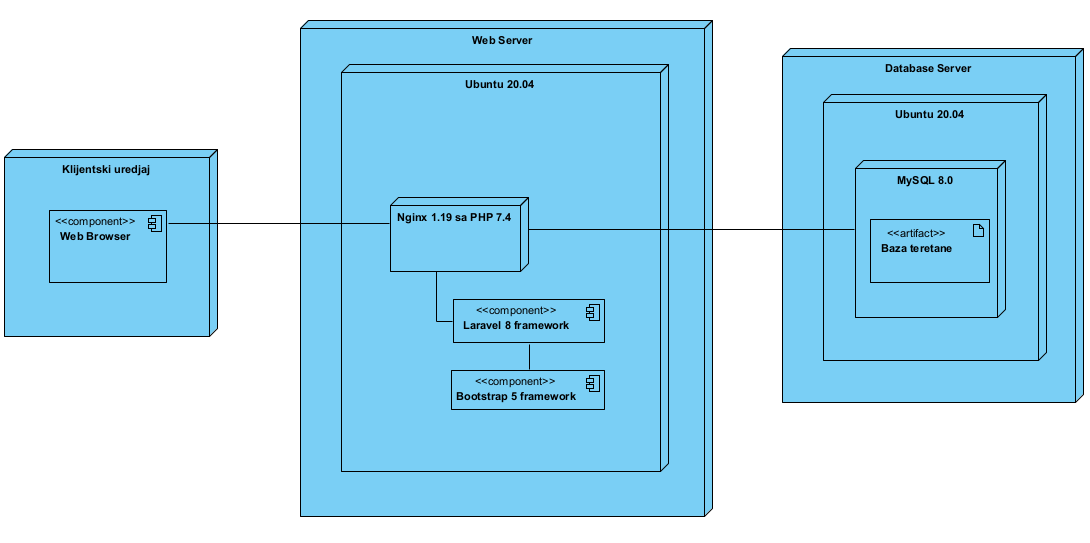 Klijentski uredjaj
<<component>>
Web Browser
Web Server
Ubuntu 20.04
Nginx 1.19 sa PHP 7.4
<<component>>
Laravel 8 framework
<<component>>
Bootstrap 5 framework
Database Server
Ubuntu 20.04
MySQL 8.0
<<artifact>>
Baza teretane